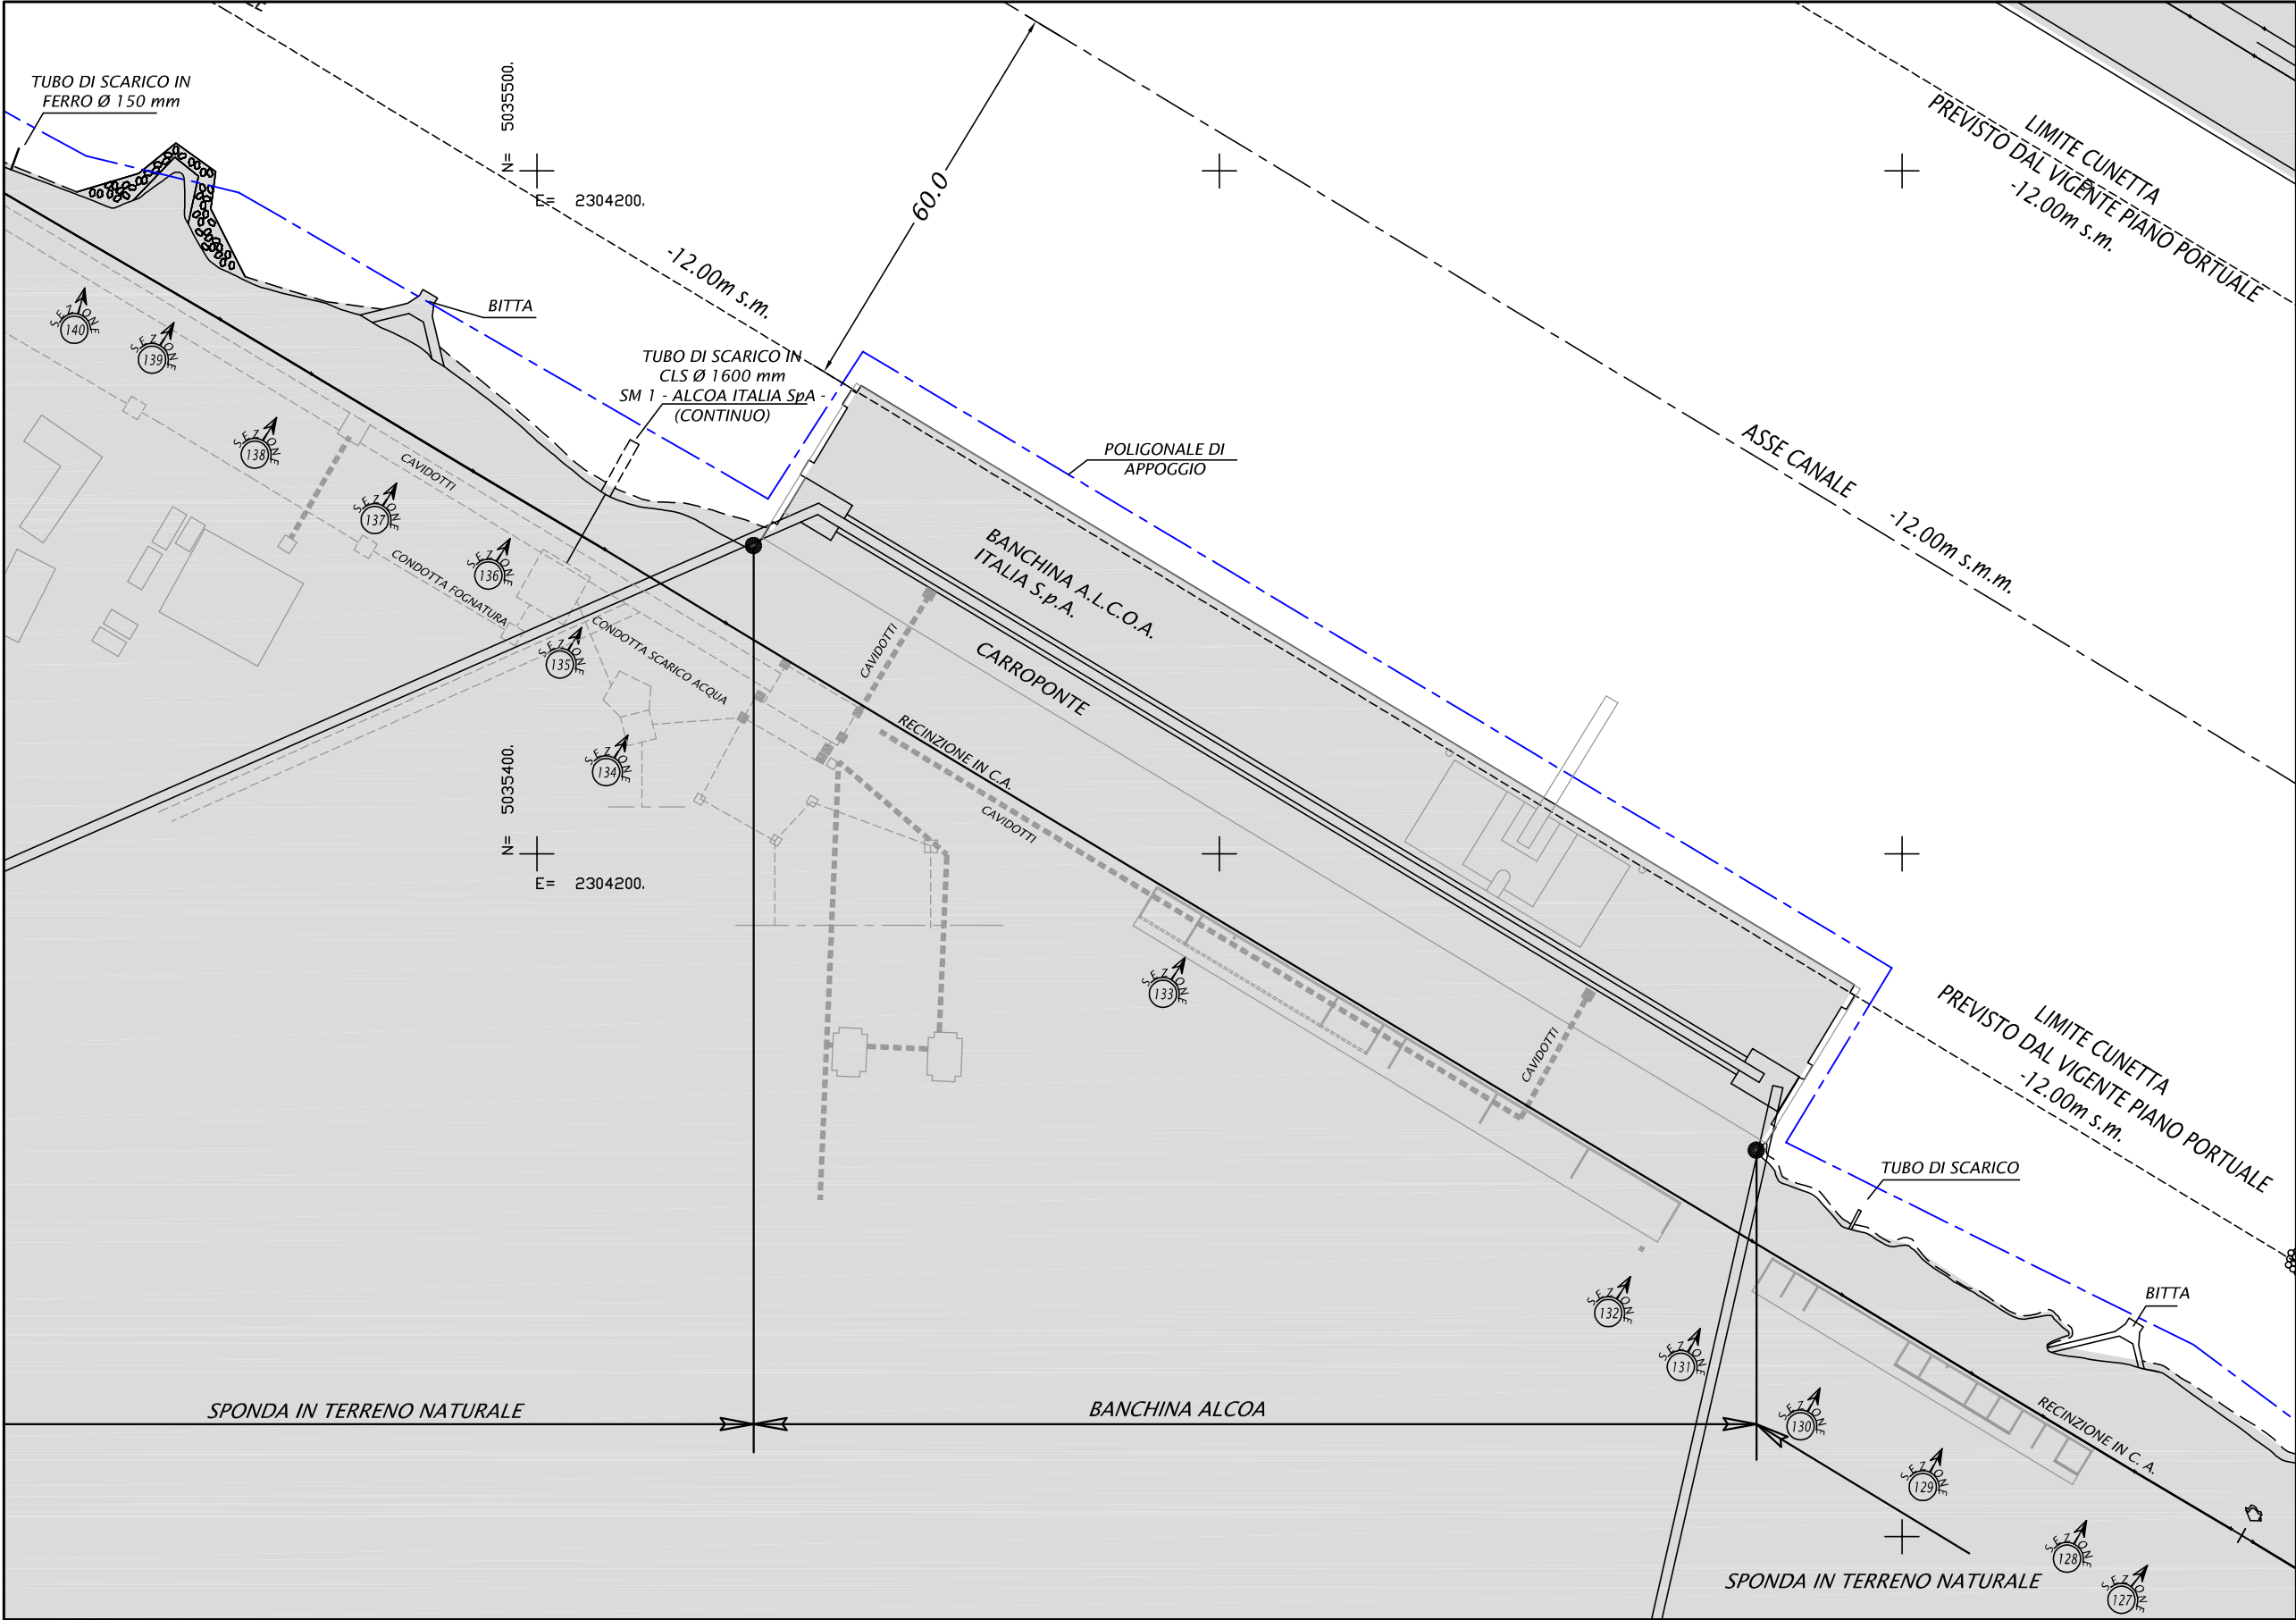 TUBO DI SCARICO IN
FERRO Ø 150 mm
N= 5035500.
E= 2304200.
60.0
LIMITE CUNETTA
PREVISTO DAL VIGENTE PIANO PORTUALE
-12.00m s.m.
-12.00m s.m.
BITTA
TUBO DI SCARICO IN
CLS Ø 1600 mm
SM 1 - ALCOA ITALIA SpA -
(CONTINUO)
POLIGONALE DI
APPOGGIO
ASSE CANALE
-12.00m s.m.m.
SEZIONE
140
SEZIONE
139
SEZIONE
138
SEZIONE
137
SEZIONE
136
SEZIONE
135
SEZIONE
134
CAVIDOTTI
CONDOTTA FOGNATURA
CONDOTTA SCARICO ACQUA
CAVIDOTTI
BANCHINA A.L.C.O.A.
ITALIA S.p.A.
CARROPONTE
RECINZIONE IN C.A.
CAVIDOTTI
N= 5035400.
E= 2304200.
SEZIONE
133
CAVIDOTTI
LIMITE CUNETTA
PREVISTO DAL VIGENTE PIANO PORTUALE
-12.00m s.m.
TUBO DI SCARICO
BITTA
SEZIONE
132
SEZIONE
131
SEZIONE
130
SEZIONE
129
SEZIONE
128
SEZIONE
127
RECINZIONE IN C. A.
SPONDA IN TERRENO NATURALE
BANCHINA ALCOA
SPONDA IN TERRENO NATURALE